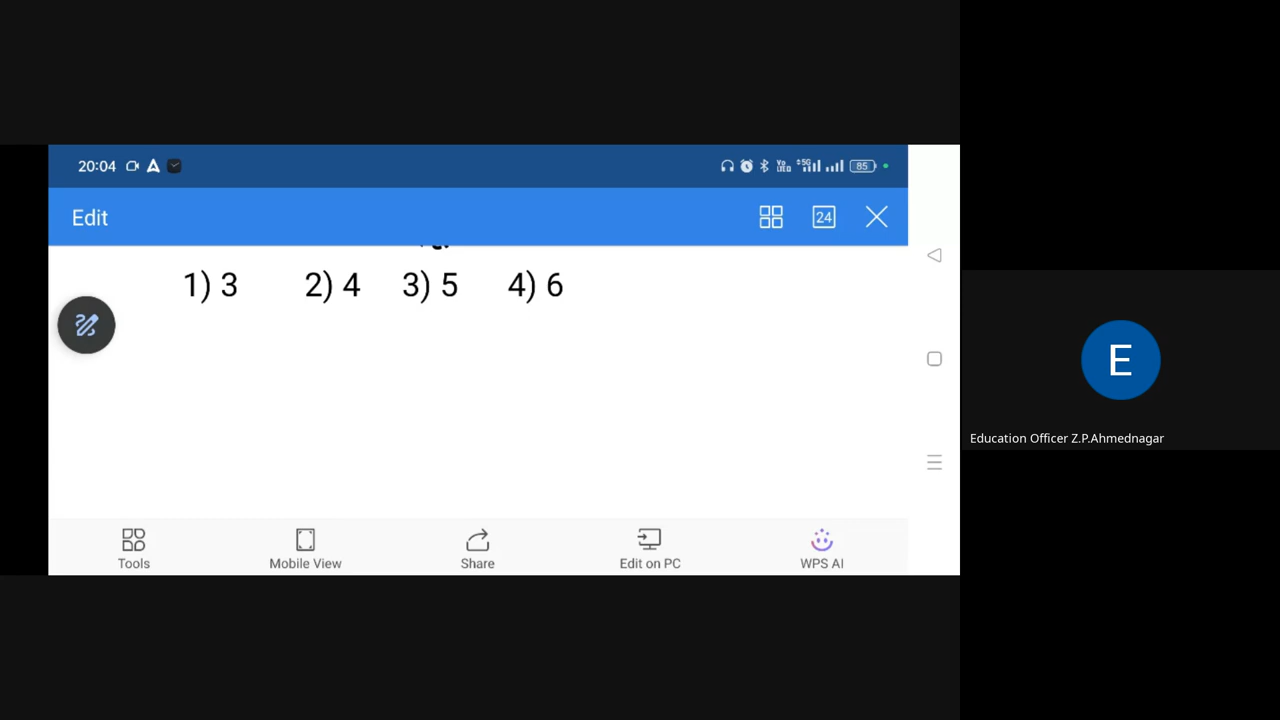 20:04 85
Edit 24
1) 3 2) 4 3) 5 4) 6
Tools Mobile View Share Edit on PC WPS AI
E
Education Officer Z.P.Ahmednagar